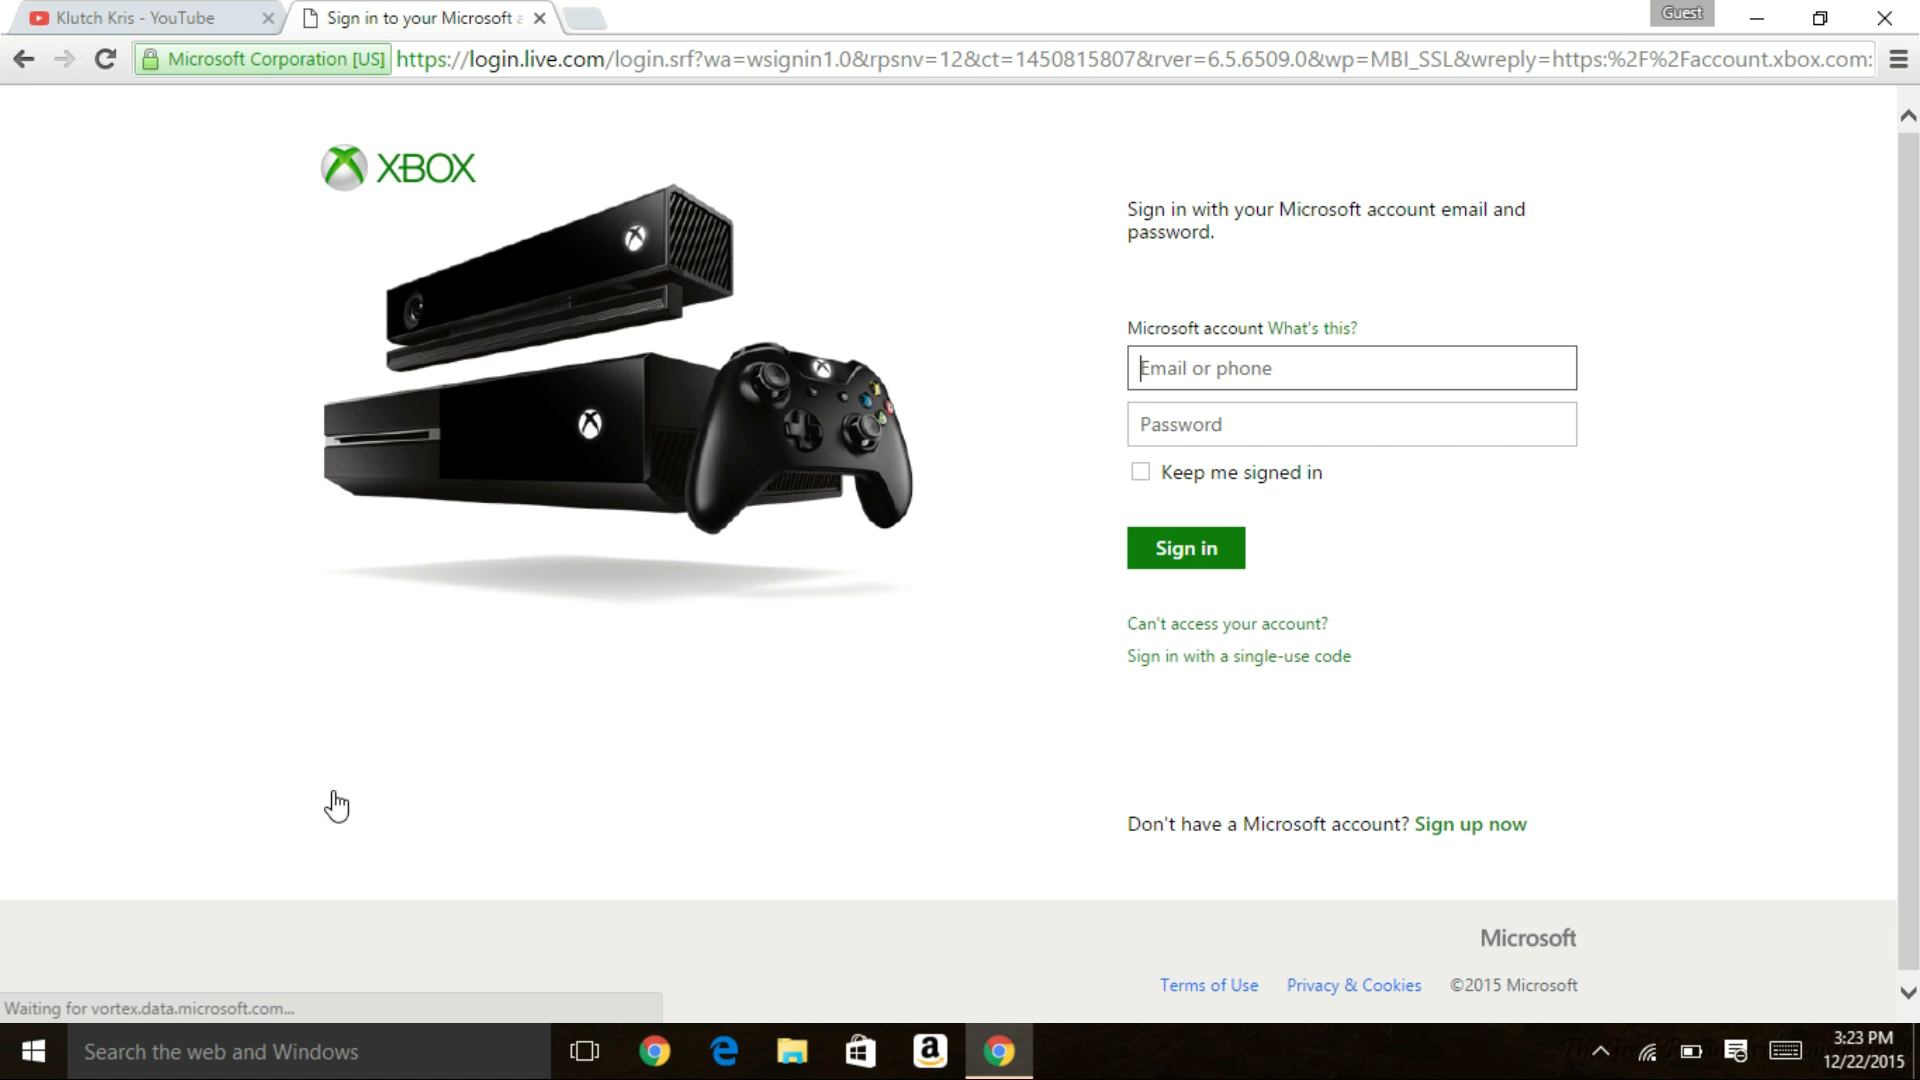 Klutch Kris - YouTube
Sign in to your Microsoft a
Guest
Microsoft Corporation [US]
https://login.live.com/login.srf?wa=wsignin1.0&rpsnv=12&ct=1450815807&rver=6.5.6509.0&wp=MBI_SSL&wreply=https:%2F%2Faccount.xbox.com:
XBOX
Sign in with your Microsoft account email and
password.
Microsoft account What's this?
Email or phone
Password
Keep me signed in
Sign in
Can't access your account?
Sign in with a single-use code
Don't have a Microsoft account? Sign up now
Microsoft
Terms of Use Privacy & Cookies ©2015 Microsoft
Waiting for vortex.data.microsoft.com...
Search the web and Windows
3:23 PM
12/22/2015